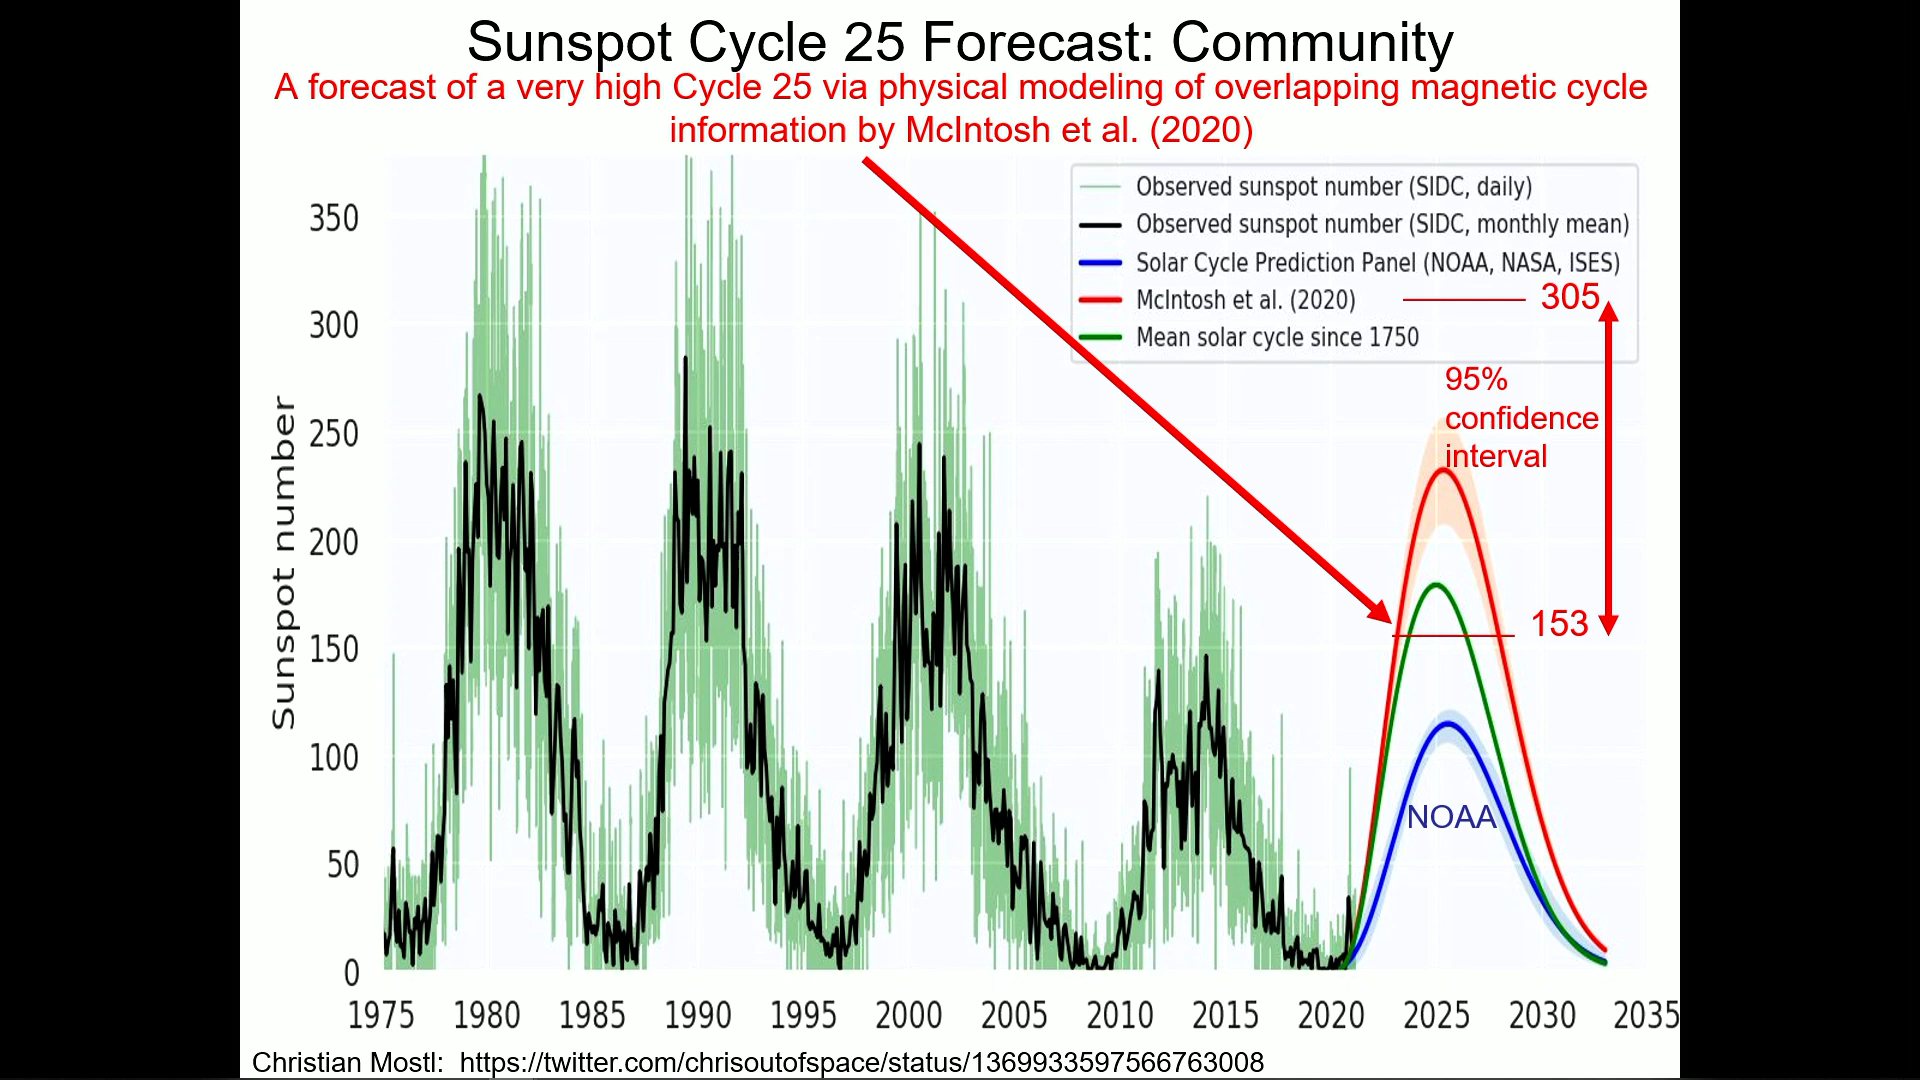 Sunspot Cycle 25 Forecast: Community
A forecast of a very high Cycle 25 via physical modeling of overlapping magnetic cycle
information by McIntosh et al. (2020)
Observed sunspot number (SIDC, daily)
Observed sunspot number (SIDC, monthly mean)
Solar Cycle Prediction Panel (NOAA, NASA, ISES)
McIntosh et al. (2020)
305
Mean solar cycle since 1750
95%
confidence
interval
153
NOAA
Sunspot number
350
300
250
200
150
100
50
0
1975 1980 1985 1990 1995 2000 2005 2010 2015 2020 2025 2030 2035
Christian Mostl: https://twitter.com/chrisoutofspace/status/1369933597566763008